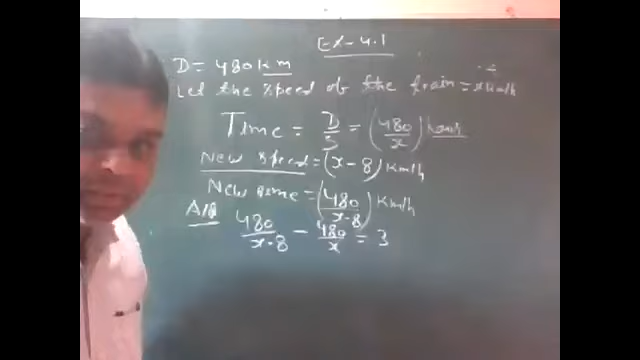 Ex-4.1
D = 480 km
Let the speed of the train = x km/h
Time = D/S = (480/x) hours
New speed = (x-8) km/h
New time = (480/x-8) km/h
A/Q
480/x-8 - 480/x = 3